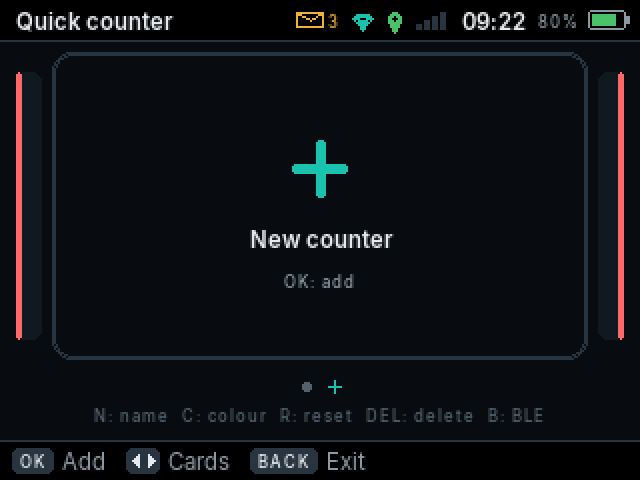 Quick counter 3 09:22 80%
New counter
OK: add
N: name C: colour R: reset DEL: delete B: BLE
OK Add Cards BACK Exit